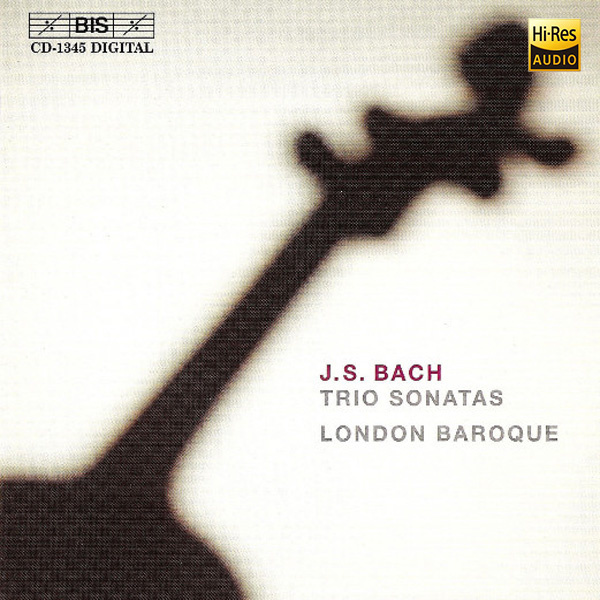 BIS
CD-1345 DIGITAL
Hi-Res
AUDIO
J.S. BACH
TRIO SONATAS
LONDON BAROQUE